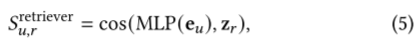 S_{u,r}^{retriever} = cos(MLP(e_u), z_r), (5)